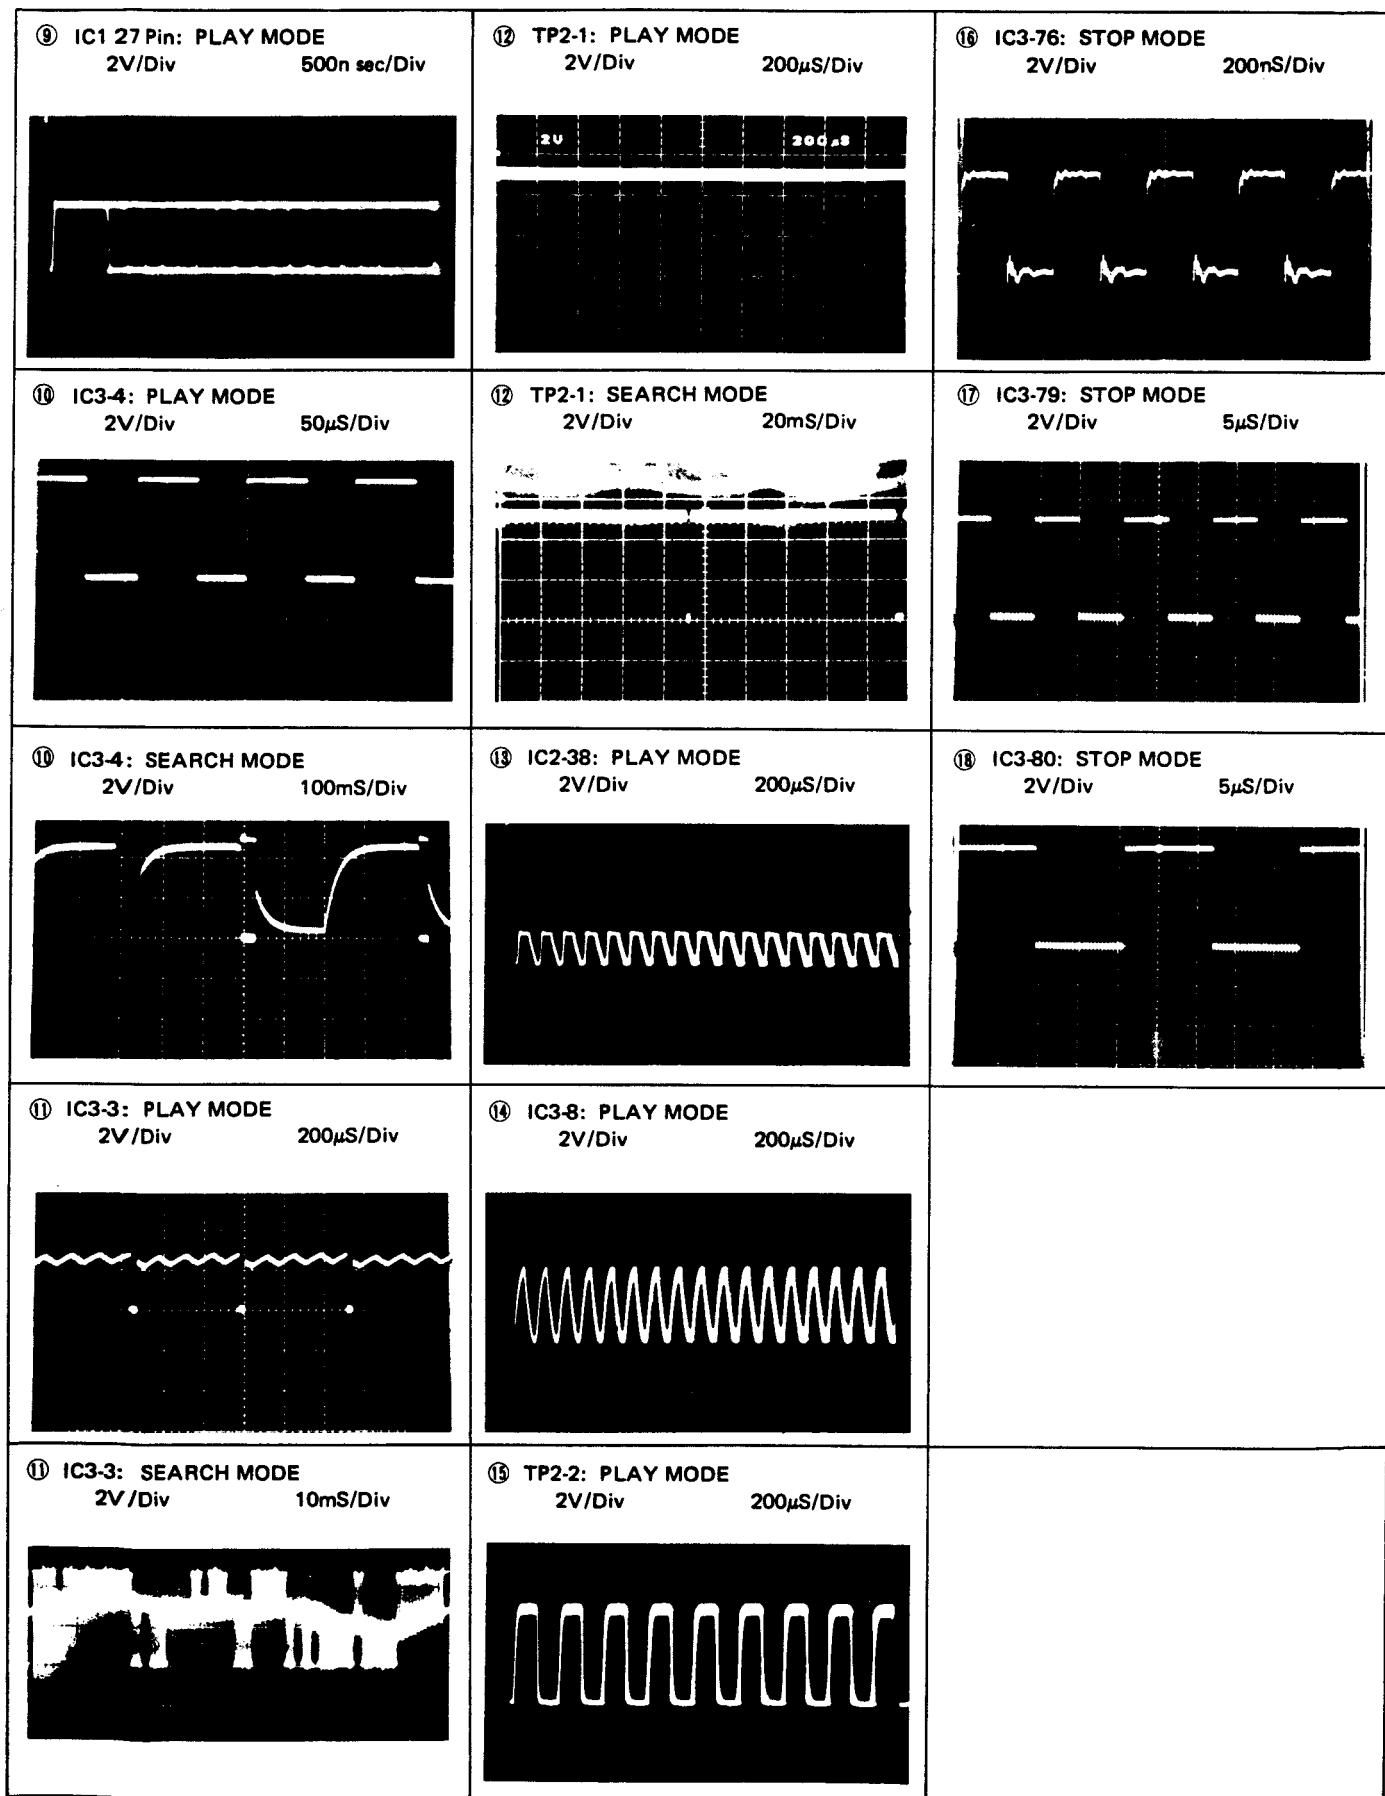 ⑨ IC1 27 Pin: PLAY MODE
2V/Div 500n sec/Div
⑩ IC3-4: PLAY MODE
2V/Div 50µS/Div
⑩ IC3-4: SEARCH MODE
2V/Div 100mS/Div
⑪ IC3-3: PLAY MODE
2V/Div 200µS/Div
⑪ IC3-3: SEARCH MODE
2V/Div 10mS/Div
⑫ TP2-1: PLAY MODE
2V/Div 200µS/Div
2V 200µS
⑫ TP2-1: SEARCH MODE
2V/Div 20mS/Div
⑬ IC2-38: PLAY MODE
2V/Div 200µS/Div
⑭ IC3-8: PLAY MODE
2V/Div 200µS/Div
⑮ TP2-2: PLAY MODE
2V/Div 200µS/Div
⑯ IC3-76: STOP MODE
2V/Div 200nS/Div
⑰ IC3-79: STOP MODE
2V/Div 5µS/Div
⑱ IC3-80: STOP MODE
2V/Div 5µS/Div